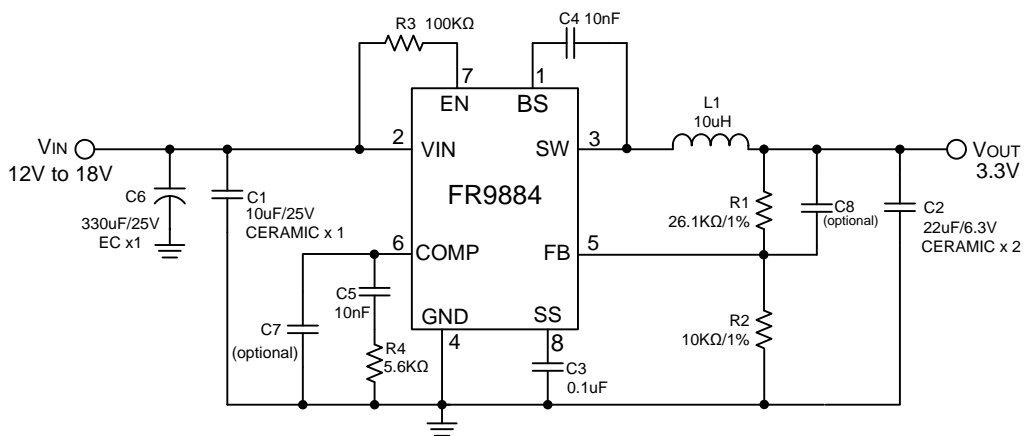 R3 100KΩ
C4 10nF
7
1
EN
BS
L1
10uH
VIN
12V to 18V
2
VIN
SW
3
VOUT
3.3V
FR9884
C6
330uF/25V
EC x1
C1
10uF/25V
CERAMIC x 1
R1
26.1KΩ/1%
C8
(optional)
C2
22uF/6.3V
CERAMIC x 2
6
COMP
FB
5
C5
10nF
GND
SS
4
8
C7
(optional)
R4
5.6KΩ
C3
0.1uF
R2
10KΩ/1%